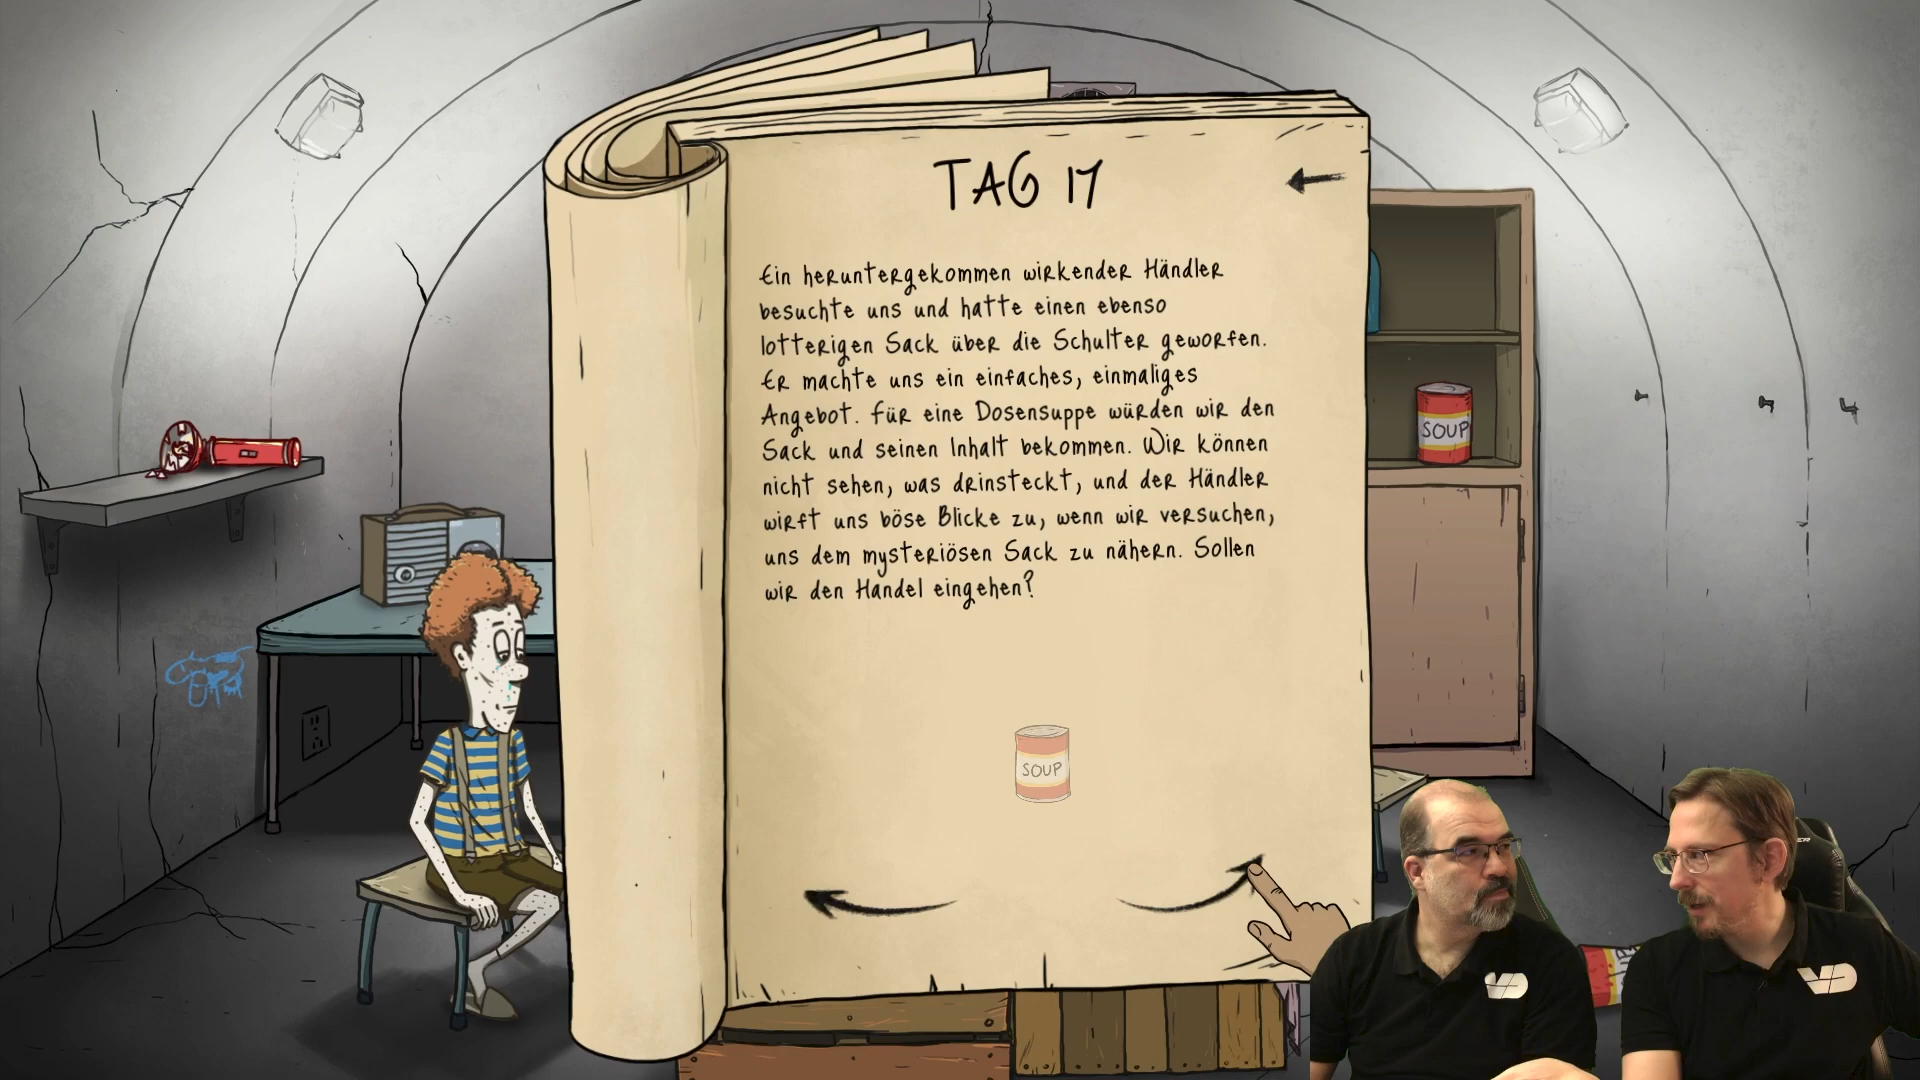 TAG 17
Ein heruntergekommen wirkender Händler
besuchte uns und hatte einen ebenso
lotterigen Sack über die Schulter geworfen.
Er machte uns ein einfaches, einmaliges
Angebot. Für eine Dosensuppe würden wir den
Sack und seinen Inhalt bekommen. Wir können
nicht sehen, was drinsteckt, und der Händler
wirft uns böse Blicke zu, wenn wir versuchen,
uns dem mysteriösen Sack zu nähern. Sollen
wir den Handel eingehen?
SOUP
SOUP
VD
VD